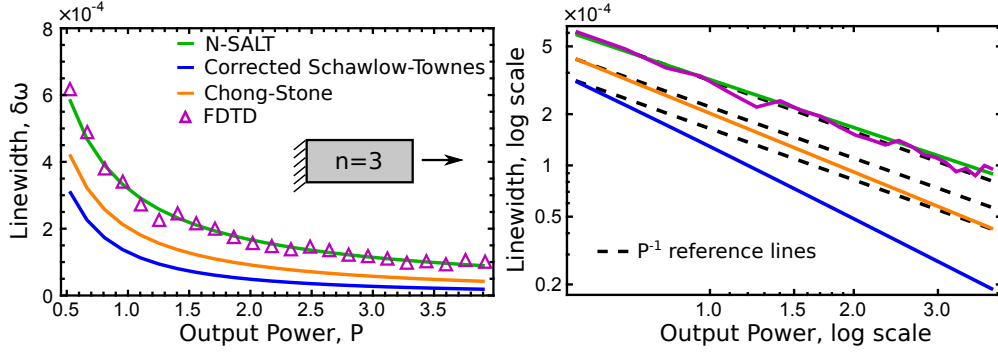 ×10⁻⁴
8
6
4
2
0
Linewidth, δω
N-SALT
Corrected Schawlow-Townes
Chong-Stone
FDTD
n=3
0.5 1.0 1.5 2.0 2.5 3.0 3.5
Output Power, P
×10⁻⁴
5
2
1
0.5
0.2
Linewidth, log scale
P⁻¹ reference lines
1.0 2.0 3.0
Output Power, log scale